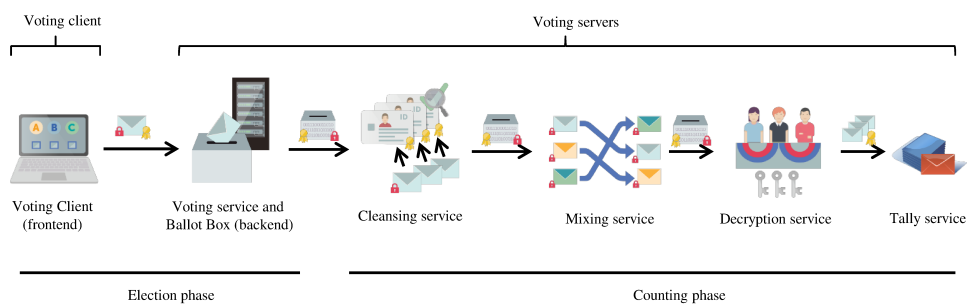 Voting client
Voting servers
A B C
ID
ID
Voting Client
(frontend)
Voting service and
Ballot Box (backend)
Cleansing service
Mixing service
Decryption service
Tally service
Election phase
Counting phase